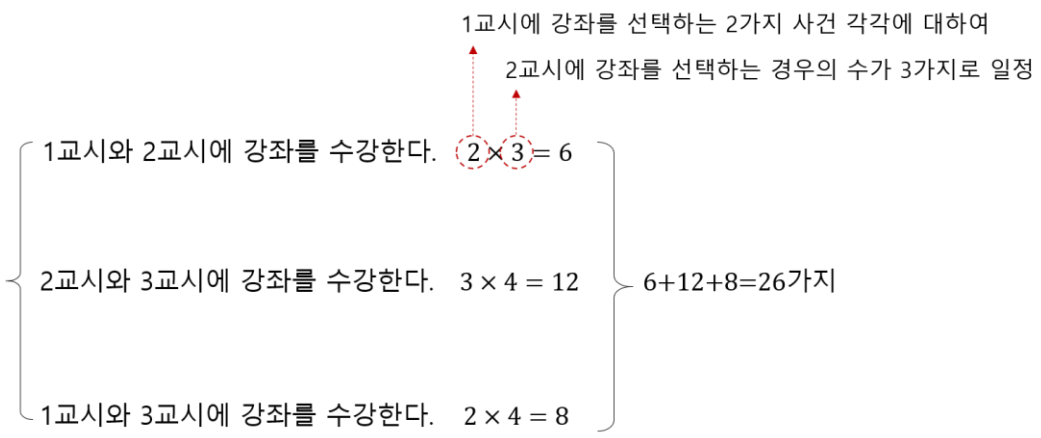 1교시에 강좌를 선택하는 2가지 사건 각각에 대하여
2교시에 강좌를 선택하는 경우의 수가 3가지로 일정
1교시와 2교시에 강좌를 수강한다. 2 × 3 = 6
2교시와 3교시에 강좌를 수강한다. 3 × 4 = 12
6+12+8=26가지
1교시와 3교시에 강좌를 수강한다. 2 × 4 = 8